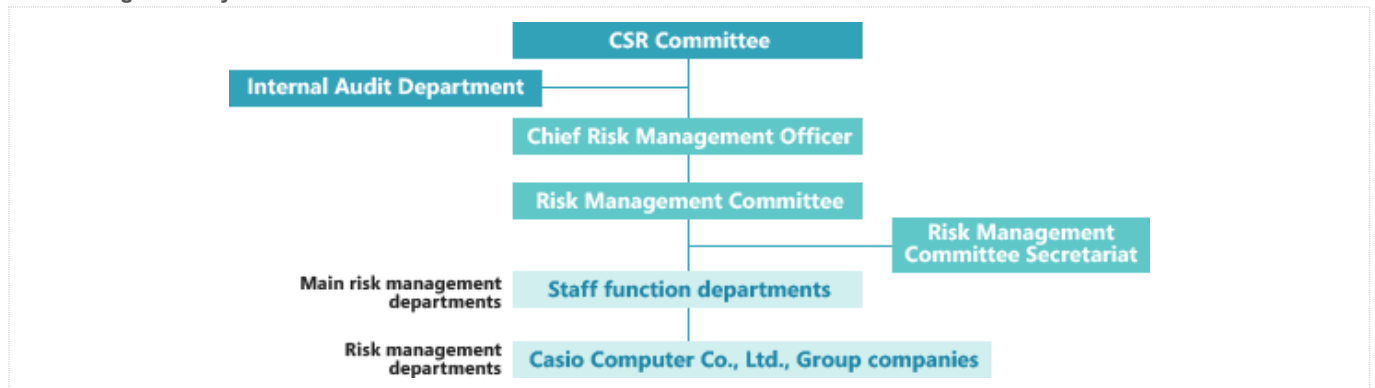 CSR Committee
Internal Audit Department
Chief Risk Management Officer
Risk Management Committee
Risk Management
Committee Secretariat
Main risk management
departments
Staff function departments
Risk management
departments
Casio Computer Co., Ltd., Group companies